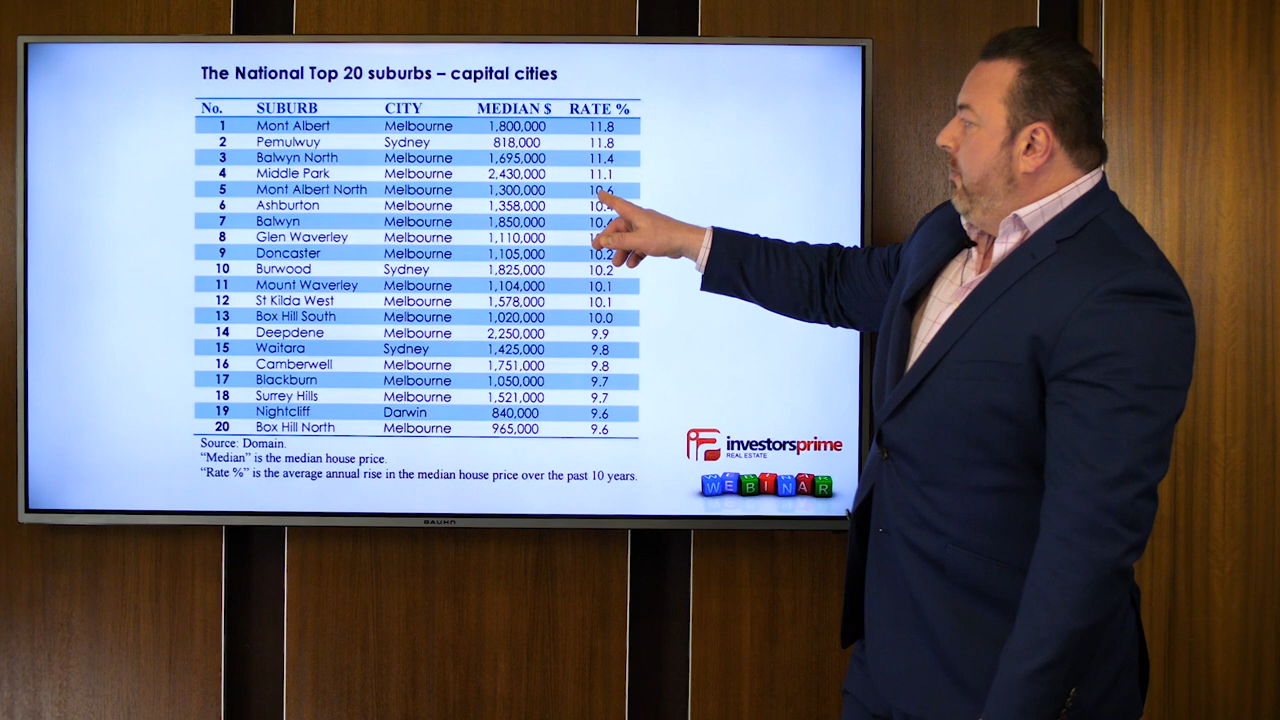 The National Top 20 suburbs – capital cities
No. SUBURB CITY MEDIAN $ RATE %
1 Mont Albert Melbourne 1,800,000 11.8
2 Pemulwuy Sydney 818,000 11.8
3 Balwyn North Melbourne 1,695,000 11.4
4 Middle Park Melbourne 2,430,000 11.1
5 Mont Albert North Melbourne 1,300,000 10.6
6 Ashburton Melbourne 1,358,000 10.4
7 Balwyn Melbourne 1,850,000 10.4
8 Glen Waverley Melbourne 1,110,000
9 Doncaster Melbourne 1,105,000 10.2
10 Burwood Sydney 1,825,000 10.2
11 Mount Waverley Melbourne 1,104,000 10.1
12 St Kilda West Melbourne 1,578,000 10.1
13 Box Hill South Melbourne 1,020,000 10.0
14 Deepdene Melbourne 2,250,000 9.9
15 Waitara Sydney 1,425,000 9.8
16 Camberwell Melbourne 1,751,000 9.8
17 Blackburn Melbourne 1,050,000 9.7
18 Surrey Hills Melbourne 1,521,000 9.7
19 Nightcliff Darwin 840,000 9.6
20 Box Hill North Melbourne 965,000 9.6
Source: Domain.
“Median” is the median house price.
“Rate %” is the average annual rise in the median house price over the past 10 years.
investorsprime
REAL ESTATE
WEBINAR
BAUHN